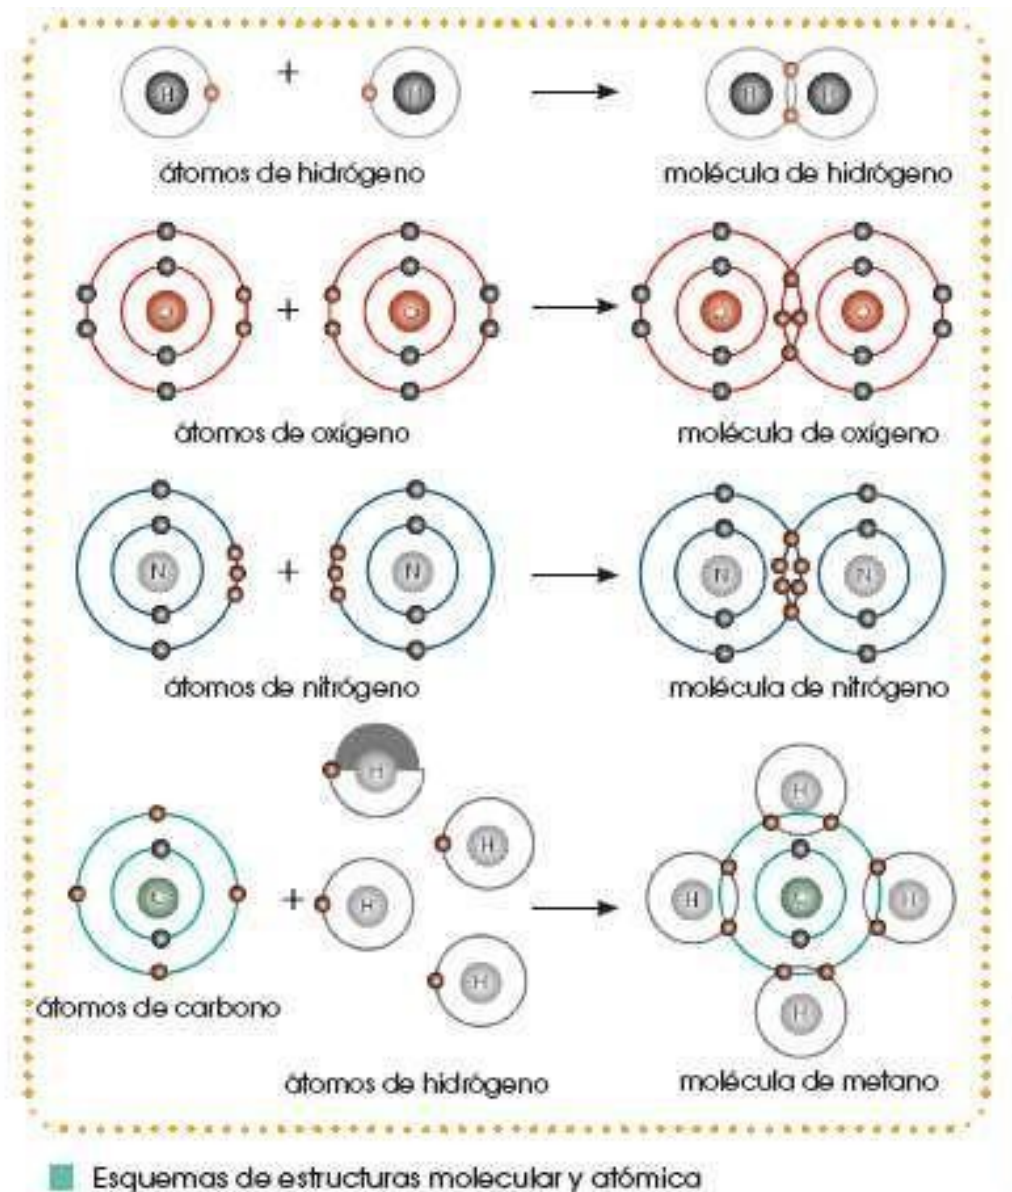 H + H
átomos de hidrógeno
molécula de hidrógeno
+
átomos de oxígeno
molécula de oxígeno
N + N
N N
átomos de nitrógeno
molécula de nitrógeno
H
H
C + H
H
H
H C H
H
átomos de carbono
átomos de hidrógeno
molécula de metano
Esquemas de estructuras molecular y atómica